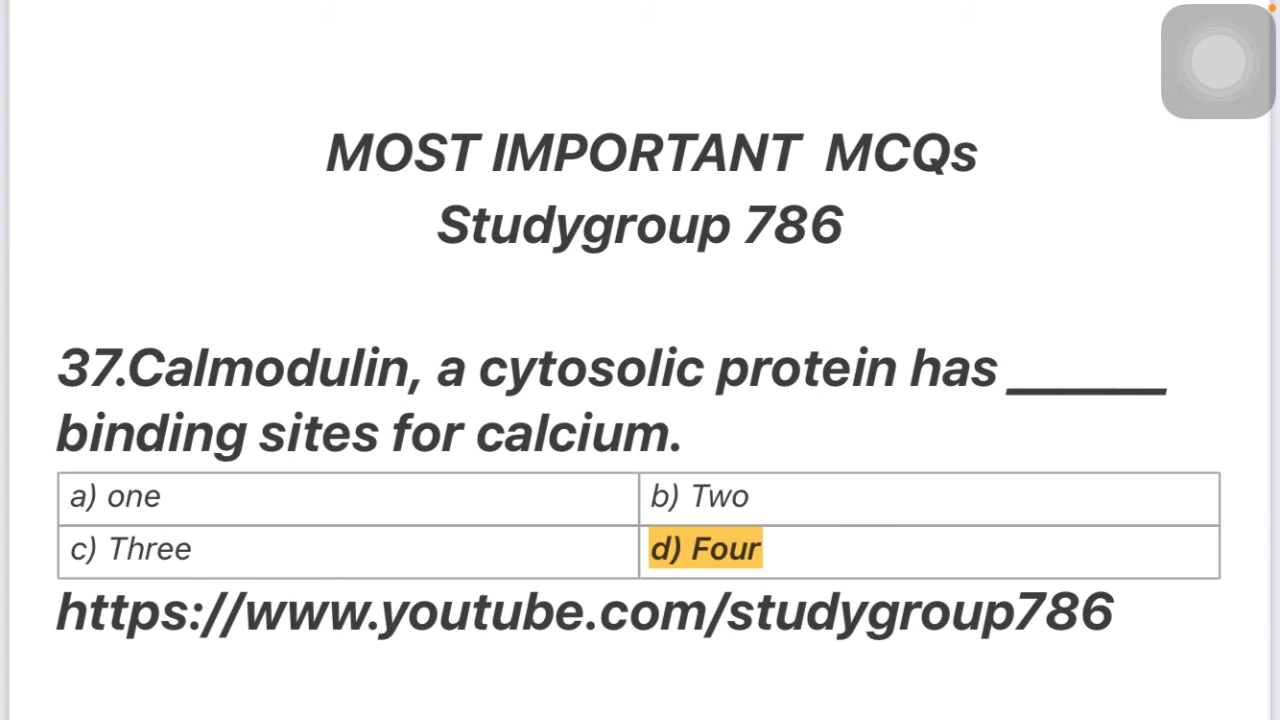 MOST IMPORTANT MCQs
Studygroup 786
37.Calmodulin, a cytosolic protein has ______
binding sites for calcium.
a) one
b) Two
c) Three
d) Four
https://www.youtube.com/studygroup786